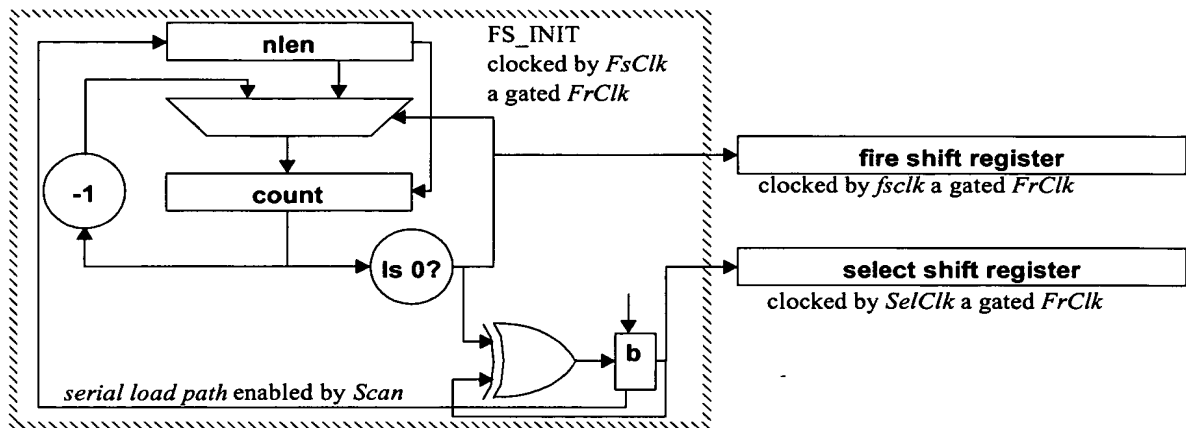 nlen
FS_INIT
clocked by FsClk
a gated FrClk
fire shift register
clocked by fsclk a gated FrClk
-1
count
Is 0?
select shift register
clocked by SelClk a gated FrClk
b
serial load path enabled by Scan